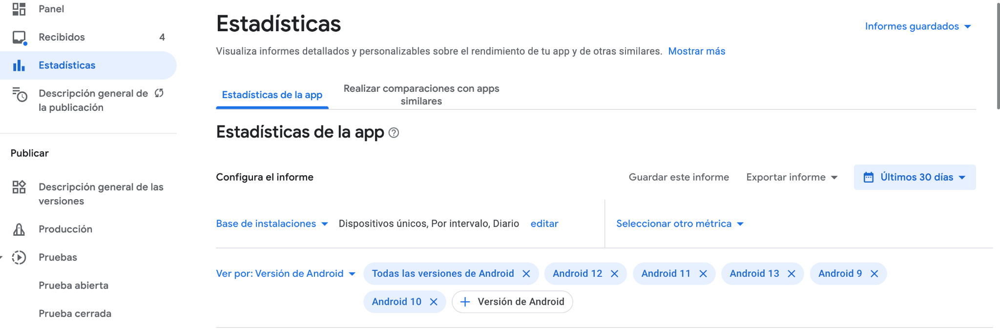 Panel
Recibidos 4
Estadísticas
Descripción general de
la publicación
Publicar
Descripción general de las
versiones
Producción
Pruebas
Prueba abierta
Prueba cerrada
Estadísticas
Informes guardados
Visualiza informes detallados y personalizables sobre el rendimiento de tu app y de otras similares. Mostrar más
Estadísticas de la app
Realizar comparaciones con apps
similares
Estadísticas de la app
Configura el informe
Guardar este informe
Exportar informe
Últimos 30 días
Base de instalaciones
Dispositivos únicos, Por intervalo, Diario editar
Seleccionar otro métrica
Ver por: Versión de Android
Todas las versiones de Android
Android 12
Android 11
Android 13
Android 9
Android 10
Versión de Android